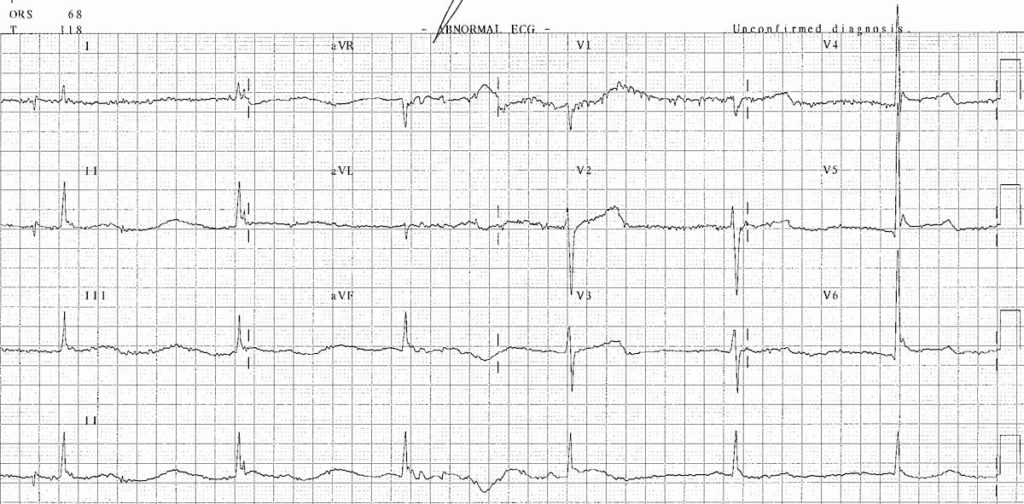 QRS 68
T 118
- ABNORMAL ECG - Unconfirmed diagnosis.
I aVR V1 V4
II aVL V2 V5
III aVF V3 V6
II